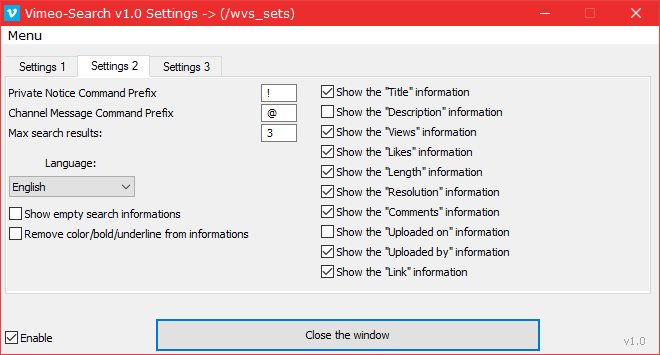 Vimeo-Search v1.0 Settings -> (/wvs_sets)
Menu
Settings 1
Settings 2
Settings 3
Private Notice Command Prefix
!
Channel Message Command Prefix
@
Max search results:
3
Language:
English
Show empty search informations
Remove color/bold/underline from informations
Show the "Title" information
Show the "Description" information
Show the "Views" information
Show the "Likes" information
Show the "Length" information
Show the "Resolution" information
Show the "Comments" information
Show the "Uploaded on" information
Show the "Uploaded by" information
Show the "Link" information
Enable
Close the window
v1.0